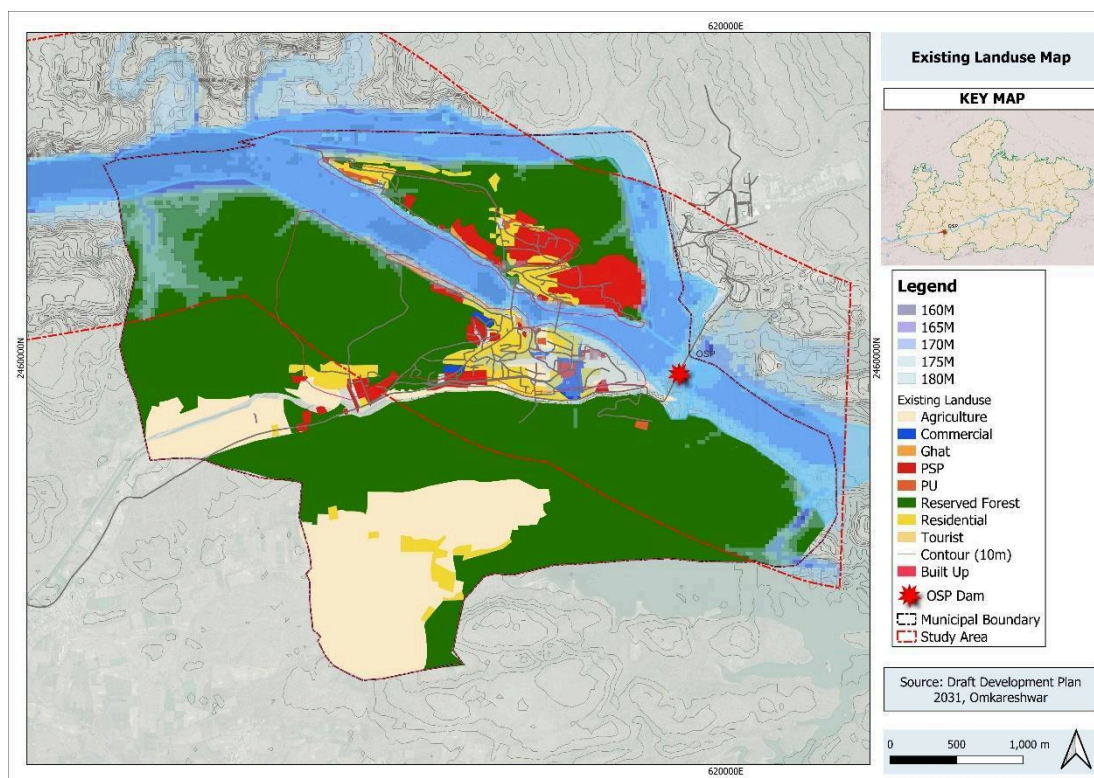 620000E
Existing Landuse Map
KEY MAP
OSP
Legend
160M
165M
170M
175M
180M
Existing Landuse
Agriculture
Commercial
Ghat
PSP
PU
Reserved Forest
Residential
Tourist
Contour (10m)
Built Up
OSP Dam
Municipal Boundary
Study Area
2460000N
2460000N
OSP
Source: Draft Development Plan
2031, Omkareshwar
0 500 1,000 m
620000E